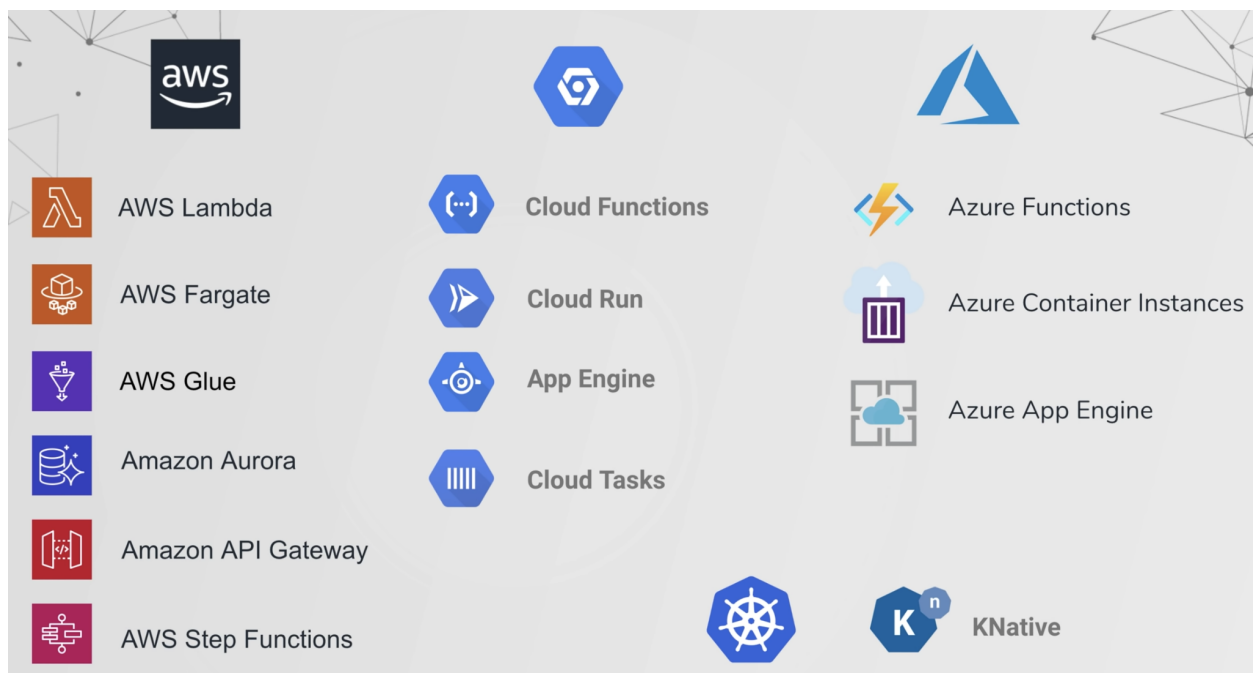 aws
AWS Lambda
AWS Fargate
AWS Glue
Amazon Aurora
Amazon API Gateway
AWS Step Functions
Cloud Functions
Cloud Run
App Engine
Cloud Tasks
Azure Functions
Azure Container Instances
Azure App Engine
K n
KNative